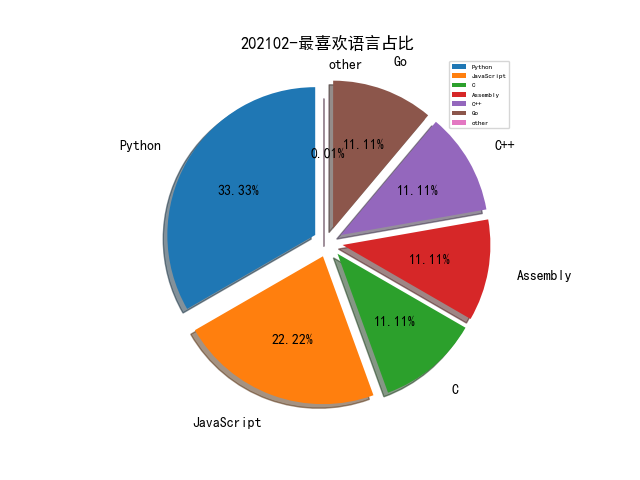 202102-最喜欢语言占比
other
Go
Python
JavaScript
C
Assembly
C++
Go
other
Python
C++
0.01%
11.11%
33.33%
11.11%
11.11%
Assembly
11.11%
22.22%
C
JavaScript